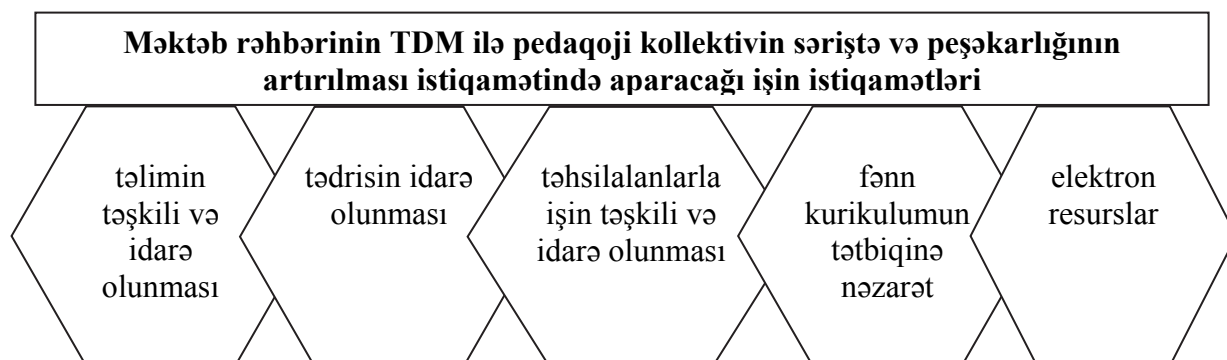 Məktəb rəhbərinin TDM ilə pedaqoji kollektivin səriştə və peşəkarlığının
artırılması istiqamətində aparacağı işin istiqamətləri
təlimin
təşkili və
idarə
olunması
tədrisin idarə
olunması
təhsilalanlarla
işin təşkili və
idarə olunması
fənn
kurikulumun
tətbiqinə
nəzarət
elektron
resurslar